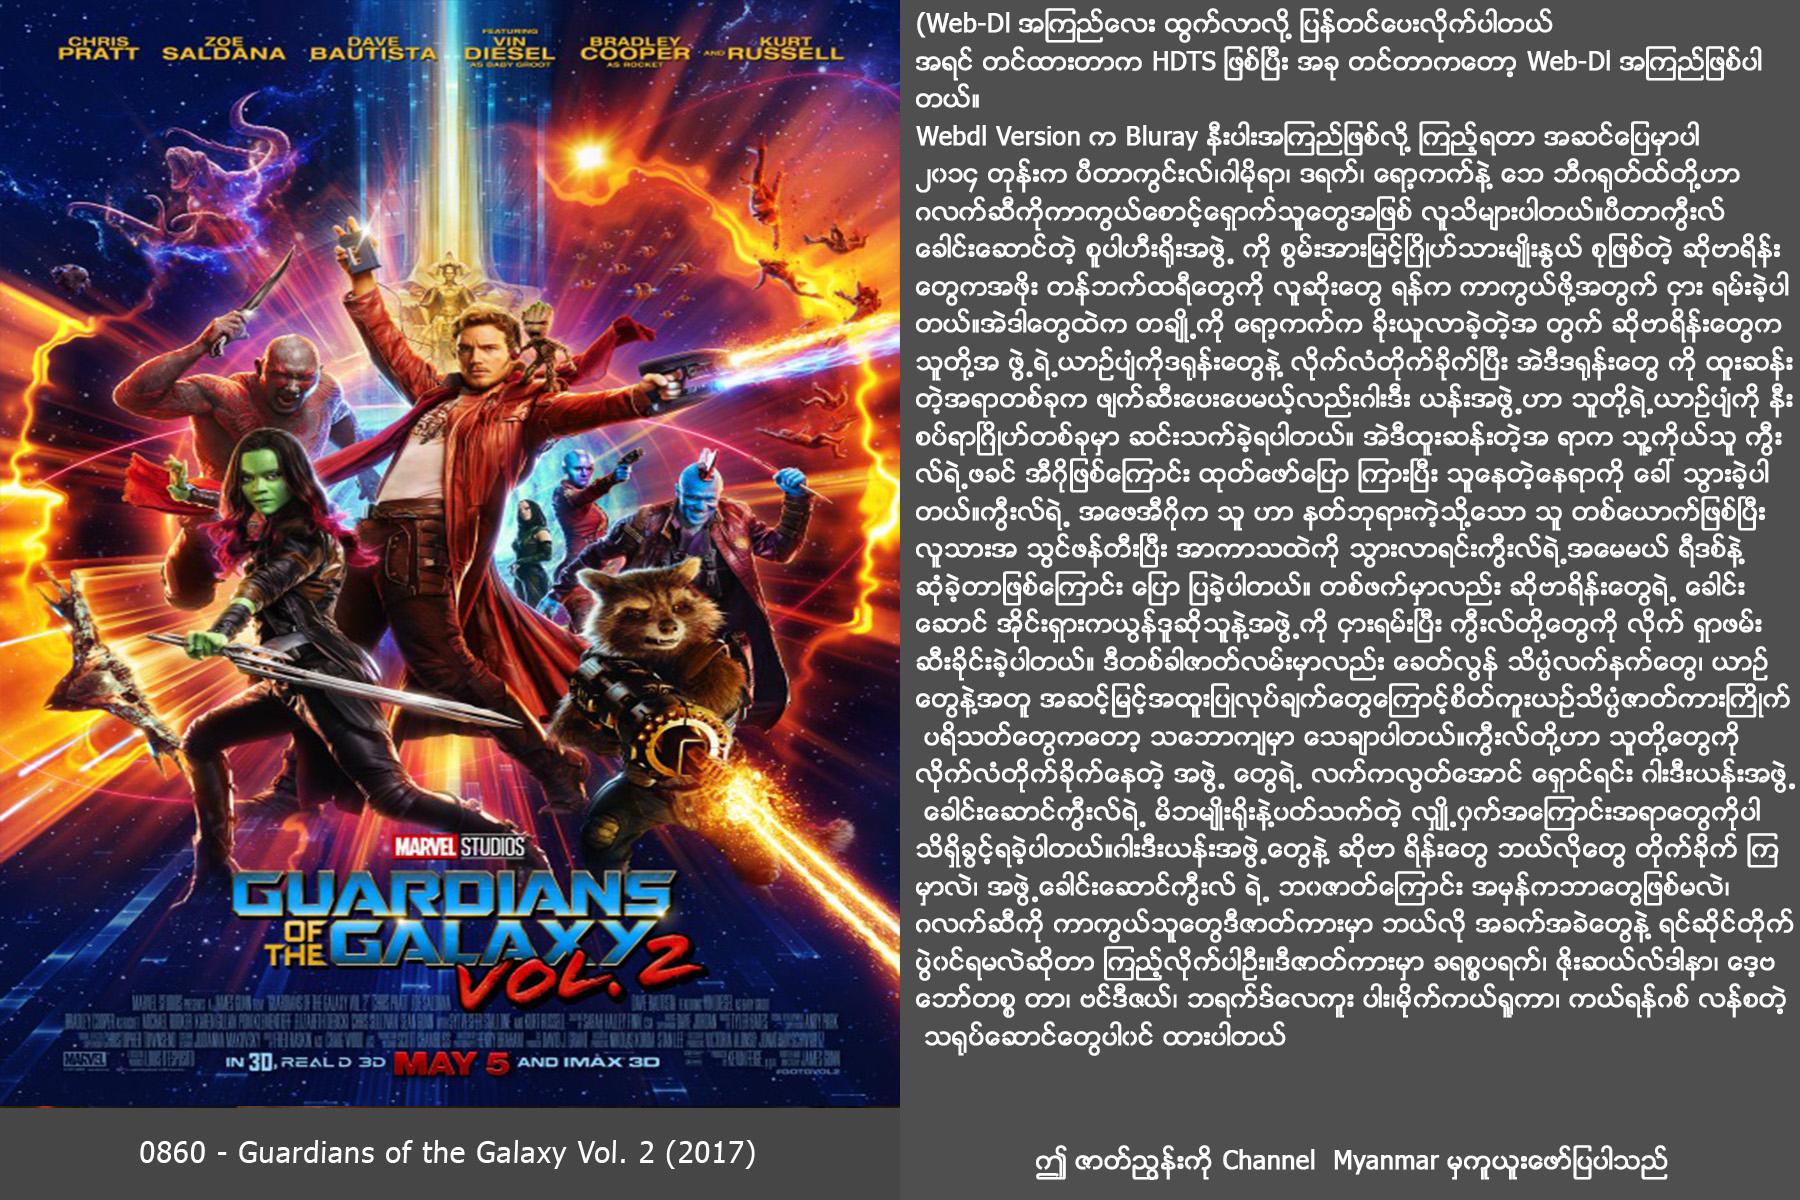 CHRIS PRATT
ZOE SALDANA
DAVE BAUTISTA
FEATURING VIN DIESEL AS BABY GROOT
BRADLEY COOPER AS ROCKET
AND KURT RUSSELL
MARVEL STUDIOS
GUARDIANS
OF THE GALAXY
VOL. 2
MARVEL
IN 3D, REAL D 3D MAY 5 AND IMAX 3D
#GOTGVOL2
0860 - Guardians of the Galaxy Vol. 2 (2017)
(Web-Dl အကြည်လေး ထွက်လာလို့ ပြန်တင်ပေးလိုက်ပါတယ်
အရင် တင်ထားတာက HDTS ဖြစ်ပြီး အခု တင်တာကတော့ Web-Dl အကြည်ဖြစ်ပါ
တယ်။
Webdl Version က Bluray နီးပါးအကြည်ဖြစ်လို့ ကြည့်ရတာ အဆင်ပြေမှာပါ
၂၀၁၄ တုန်းက ပီတာကွင်းလ်၊ဂါမိုရာ၊ ဒရက်၊ ရော့ကက်နဲ့ ဘေ ဘီဂရုတ်ထ်တို့ဟာ
ဂလက်ဆီကိုကာကွယ်စောင့်ရှောက်သူတွေအဖြစ် လူသိများပါတယ်။ပီတာကွီးလ်
ခေါင်းဆောင်တဲ့ စူပါဟီးရိုးအဖွဲ့ ကို စွမ်းအားမြင့်ဂြိုဟ်သားမျိုးနွယ် စုဖြစ်တဲ့ ဆိုဗာရိန်း
တွေကအဖိုး တန်ဘက်ထရီတွေကို လူဆိုးတွေ ရန်က ကာကွယ်ဖို့အတွက် ငှား ရမ်းခဲ့ပါ
တယ်။အဲဒါတွေထဲက တချို့ကို ရော့ကက်က ခိုးယူလာခဲ့တဲ့အ တွက် ဆိုဗာရိန်းတွေက
သူတို့အ ဖွဲ့ရဲ့ယာဉ်ပျံကိုဒရုန်းတွေနဲ့ လိုက်လံတိုက်ခိုက်ပြီး အဲဒီဒရုန်းတွေ ကို ထူးဆန်း
တဲ့အရာတစ်ခုက ဖျက်ဆီးပေးပေမယ့်လည်းဂါးဒီး ယန်းအဖွဲ့ဟာ သူတို့ရဲ့ယာဉ်ပျံကို နီး
စပ်ရာဂြိုဟ်တစ်ခုမှာ ဆင်းသက်ခဲ့ရပါတယ်။ အဲဒီထူးဆန်းတဲ့အ ရာက သူ့ကိုယ်သူ ကွီး
လ်ရဲ့ဖခင် အီဂိုဖြစ်ကြောင်း ထုတ်ဖော်ပြော ကြားပြီး သူနေတဲ့နေရာကို ခေါ် သွားခဲ့ပါ
တယ်။ကွီးလ်ရဲ့ အဖေအီဂိုက သူ ဟာ နတ်ဘုရားကဲ့သို့သော သူ တစ်ယောက်ဖြစ်ပြီး
လူသားအ သွင်ဖန်တီးပြီး အာကာသထဲကို သွားလာရင်းကွီးလ်ရဲ့အမေမယ် ရီဒစ်နဲ့
ဆုံခဲ့တာဖြစ်ကြောင်း ပြော ပြခဲ့ပါတယ်။ တစ်ဖက်မှာလည်း ဆိုဗာရိန်းတွေရဲ့ ခေါင်း
ဆောင် အိုင်းရှားကယွန်ဒူဆိုသူနဲ့အဖွဲ့ကို ငှားရမ်းပြီး ကွီးလ်တို့တွေကို လိုက် ရှာဖမ်း
ဆီးခိုင်းခဲ့ပါတယ်။ ဒီတစ်ခါဇာတ်လမ်းမှာလည်း ခေတ်လွန် သိပ္ပံလက်နက်တွေ၊ ယာဉ်
တွေနဲ့အတူ အဆင့်မြင့်အထူးပြုလုပ်ချက်တွေကြောင့်စိတ်ကူးယဉ်သိပ္ပံဇာတ်ကားကြိုက်
ပရိသတ်တွေကတော့ သဘောကျမှာ သေချာပါတယ်။ကွီးလ်တို့ဟာ သူတို့တွေကို
လိုက်လံတိုက်ခိုက်နေတဲ့ အဖွဲ့ တွေရဲ့ လက်ကလွတ်အောင် ရှောင်ရင်း ဂါးဒီးယန်းအဖွဲ့
ခေါင်းဆောင်ကွီးလ်ရဲ့ မိဘမျိုးရိုးနဲ့ပတ်သက်တဲ့ လျှို့ဝှက်အကြောင်းအရာတွေကိုပါ
သိရှိခွင့်ရခဲ့ပါတယ်။ဂါးဒီးယန်းအဖွဲ့တွေနဲ့ ဆိုဗာ ရိန်းတွေ ဘယ်လိုတွေ တိုက်ခိုက် ကြ
မှာလဲ၊ အဖွဲ့ခေါင်းဆောင်ကွီးလ် ရဲ့ ဘဝဇာတ်ကြောင်း အမှန်ကဘာတွေဖြစ်မလဲ၊
ဂလက်ဆီကို ကာကွယ်သူတွေဒီဇာတ်ကားမှာ ဘယ်လို အခက်အခဲတွေနဲ့ ရင်ဆိုင်တိုက်
ပွဲဝင်ရမလဲဆိုတာ ကြည့်လိုက်ပါဦး။ဒီဇာတ်ကားမှာ ခရစ္စပရက်၊ ဇိုးဆယ်လ်ဒါနာ၊ ဒေ့ဗ
ဘော်တစ္စ တာ၊ ဗင်ဒီဇယ်၊ ဘရက်ဒ်လေကူး ပါး၊မိုက်ကယ်ရူကာ၊ ကယ်ရန်ဂစ် လန်စတဲ့
သရုပ်ဆောင်တွေပါဝင် ထားပါတယ်
ဤ ဇာတ်ညွှန်းကို Channel Myanmar မှကူယူးဖော်ပြပါသည်